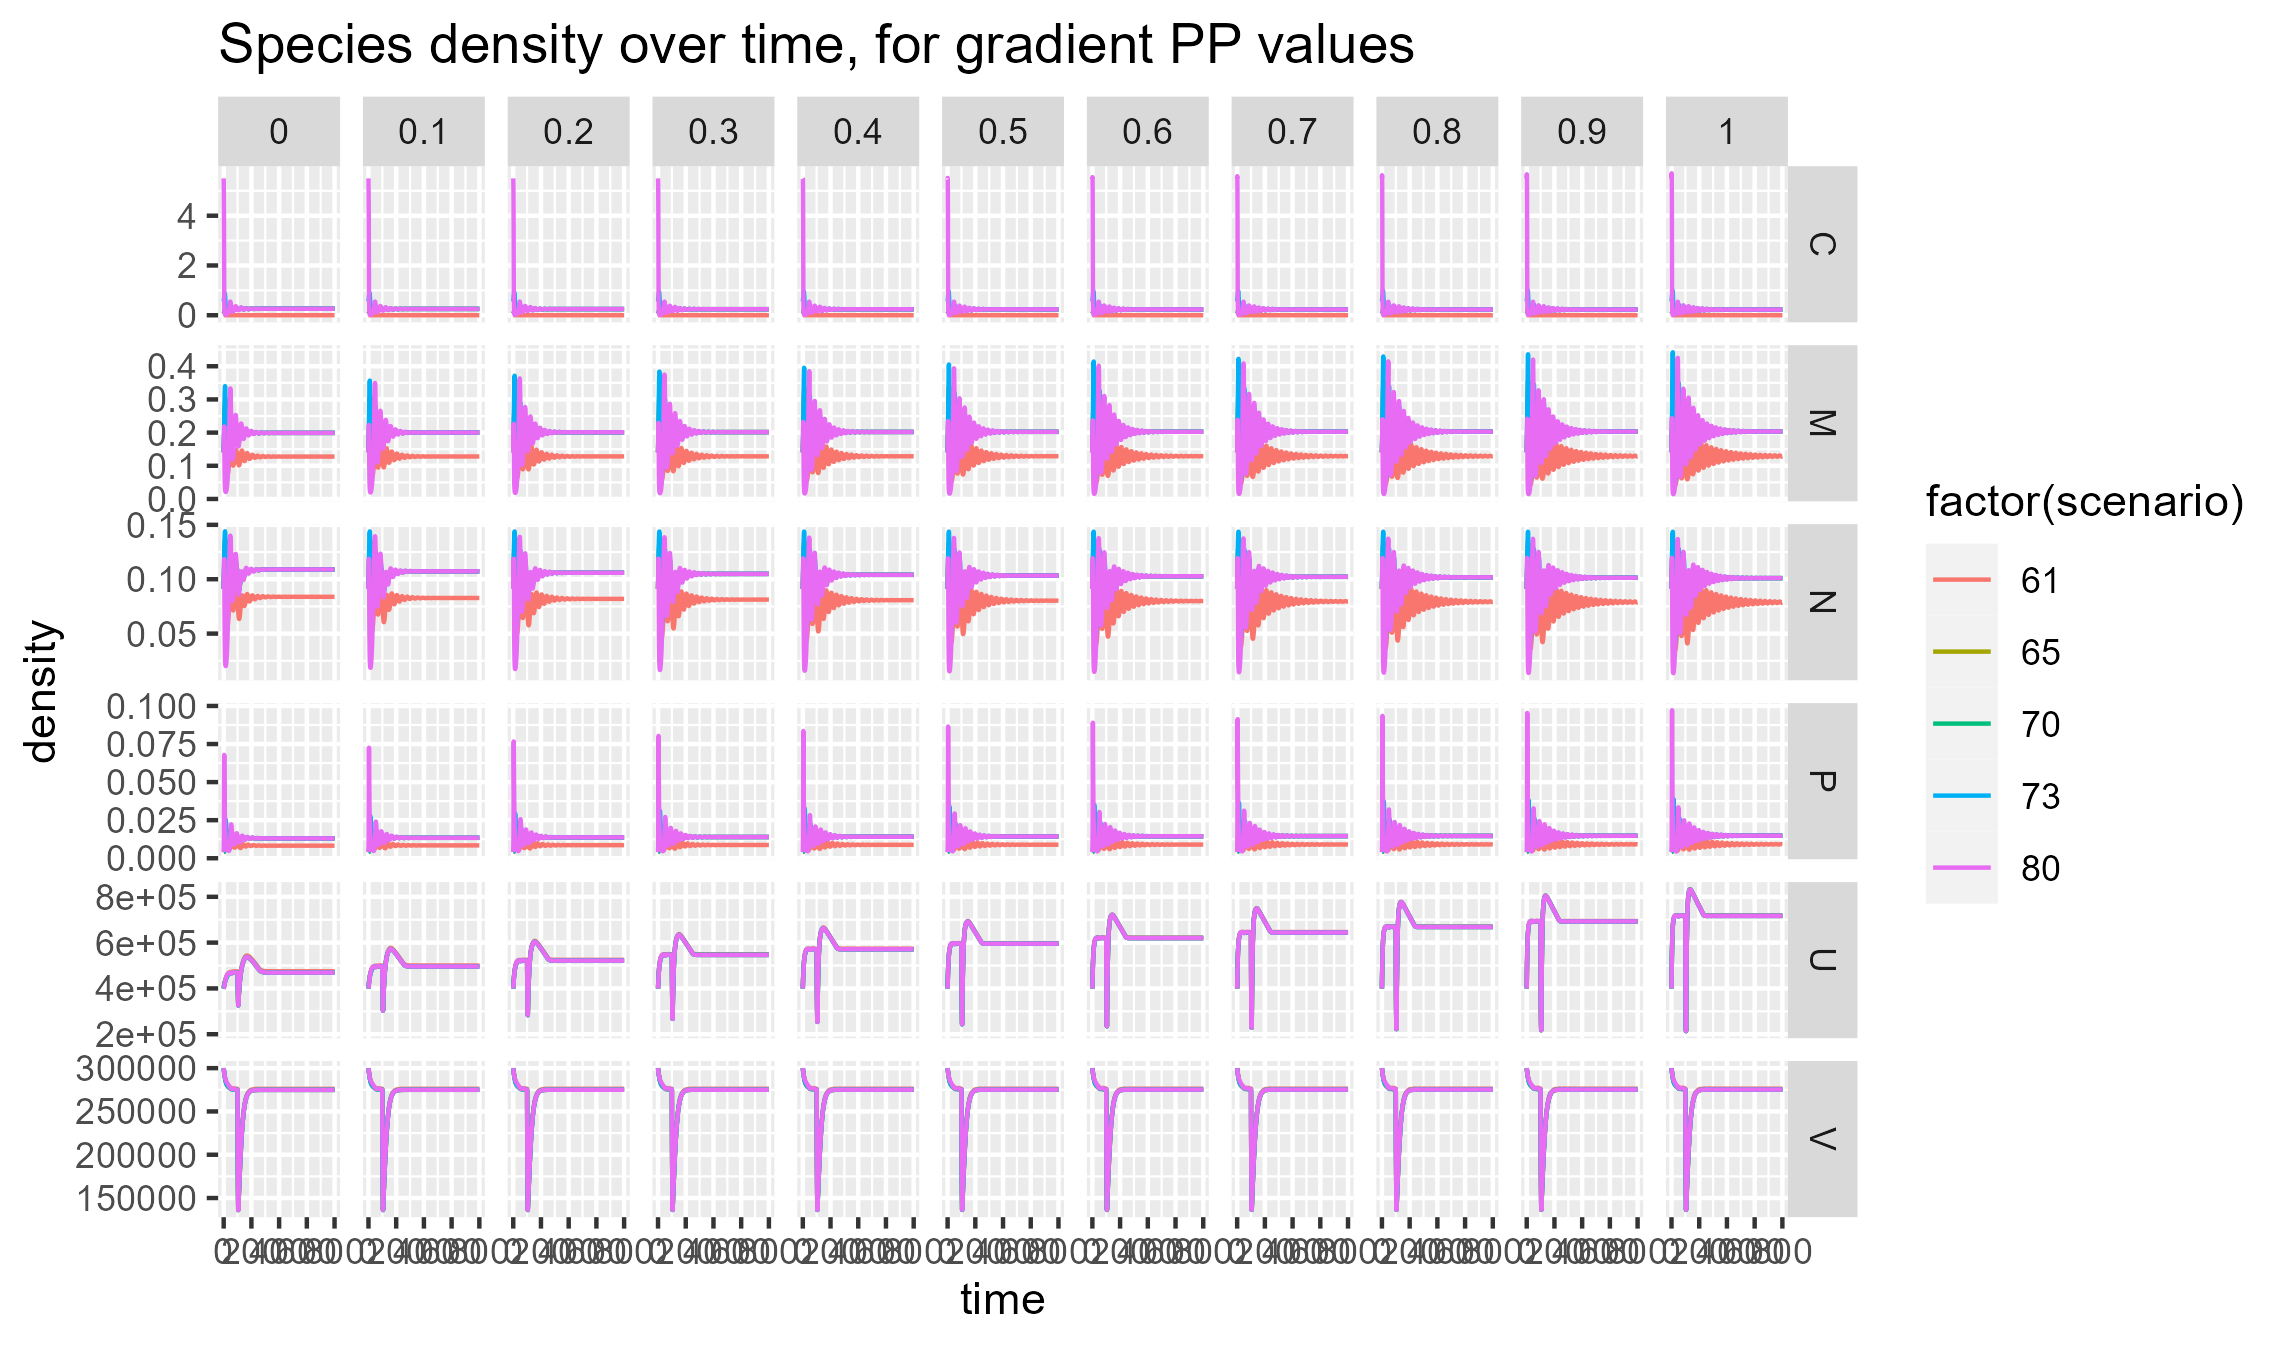 Species density over time, for gradient PP values
0 0.1 0.2 0.3 0.4 0.5 0.6 0.7 0.8 0.9 1
4
2
0
C
0.4
0.3
0.2
0.1
0.0
M
0.15
0.10
0.05
N
0.100
0.075
0.050
0.025
0.000
P
8e+05
6e+05
4e+05
2e+05
U
300000
250000
200000
150000
V
density
time
factor(scenario)
61
65
70
73
80